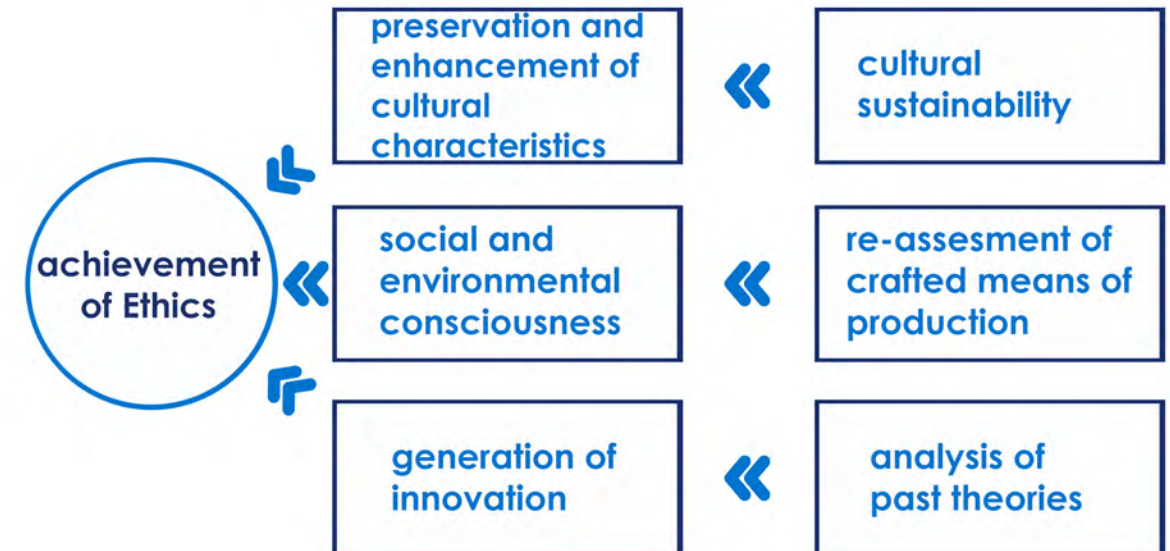 preservation and
enhancement of
cultural
characteristics
cultural
sustainability
achievement
of Ethics
social and
environmental
consciousness
re-assesment of
crafted means of
production
generation of
innovation
analysis of
past theories